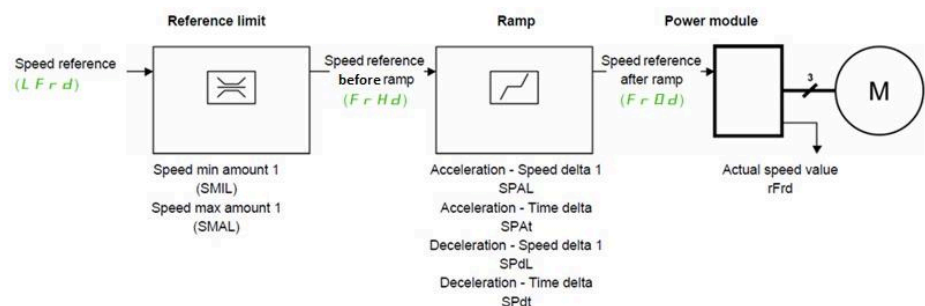 Reference limit
Ramp
Power module
Speed reference
(LFrd)
Speed reference
before ramp
(FrHd)
Speed reference
after ramp
(FrOd)
3
M
Speed min amount 1
(SMIL)
Speed max amount 1
(SMAL)
Acceleration - Speed delta 1
SPAL
Acceleration - Time delta
SPAt
Deceleration - Speed delta 1
SPdL
Deceleration - Time delta
SPdt
Actual speed value
rFrd